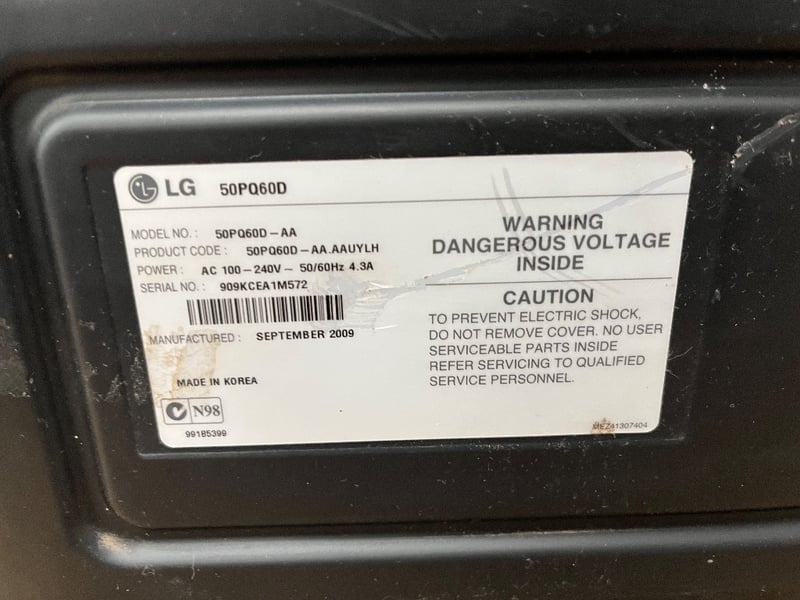 LG 50PQ60D
MODEL NO. : 50PQ60D-AA
PRODUCT CODE : 50PQ60D-AA.AAUYLH
POWER : AC 100-240V~ 50/60Hz 4.3A
SERIAL NO. : 909KCEA1M572
MANUFACTURED : SEPTEMBER 2009
MADE IN KOREA
N98
99185399
WARNING
DANGEROUS VOLTAGE
INSIDE
CAUTION
TO PREVENT ELECTRIC SHOCK,
DO NOT REMOVE COVER. NO USER
SERVICEABLE PARTS INSIDE
REFER SERVICING TO QUALIFIED
SERVICE PERSONNEL.
MEZ41307404